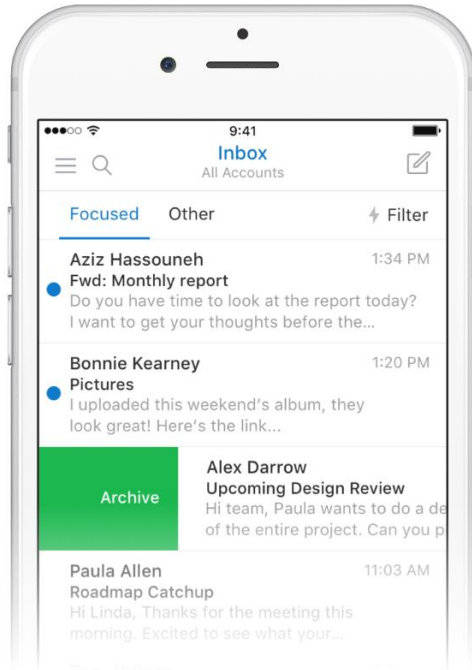 9:41
Inbox
All Accounts
Focused Other Filter
Aziz Hassouneh 1:34 PM
Fwd: Monthly report
Do you have time to look at the report today?
I want to get your thoughts before the...
Bonnie Kearney 1:20 PM
Pictures
I uploaded this weekend's album, they
look great! Here's the link...
Archive
Alex Darrow
Upcoming Design Review
Hi team, Paula wants to do a de
of the entire project. Can you p
Paula Allen 11:03 AM
Roadmap Catchup
Hi Linda, Thanks for the meeting this
morning. Excited to see what your...